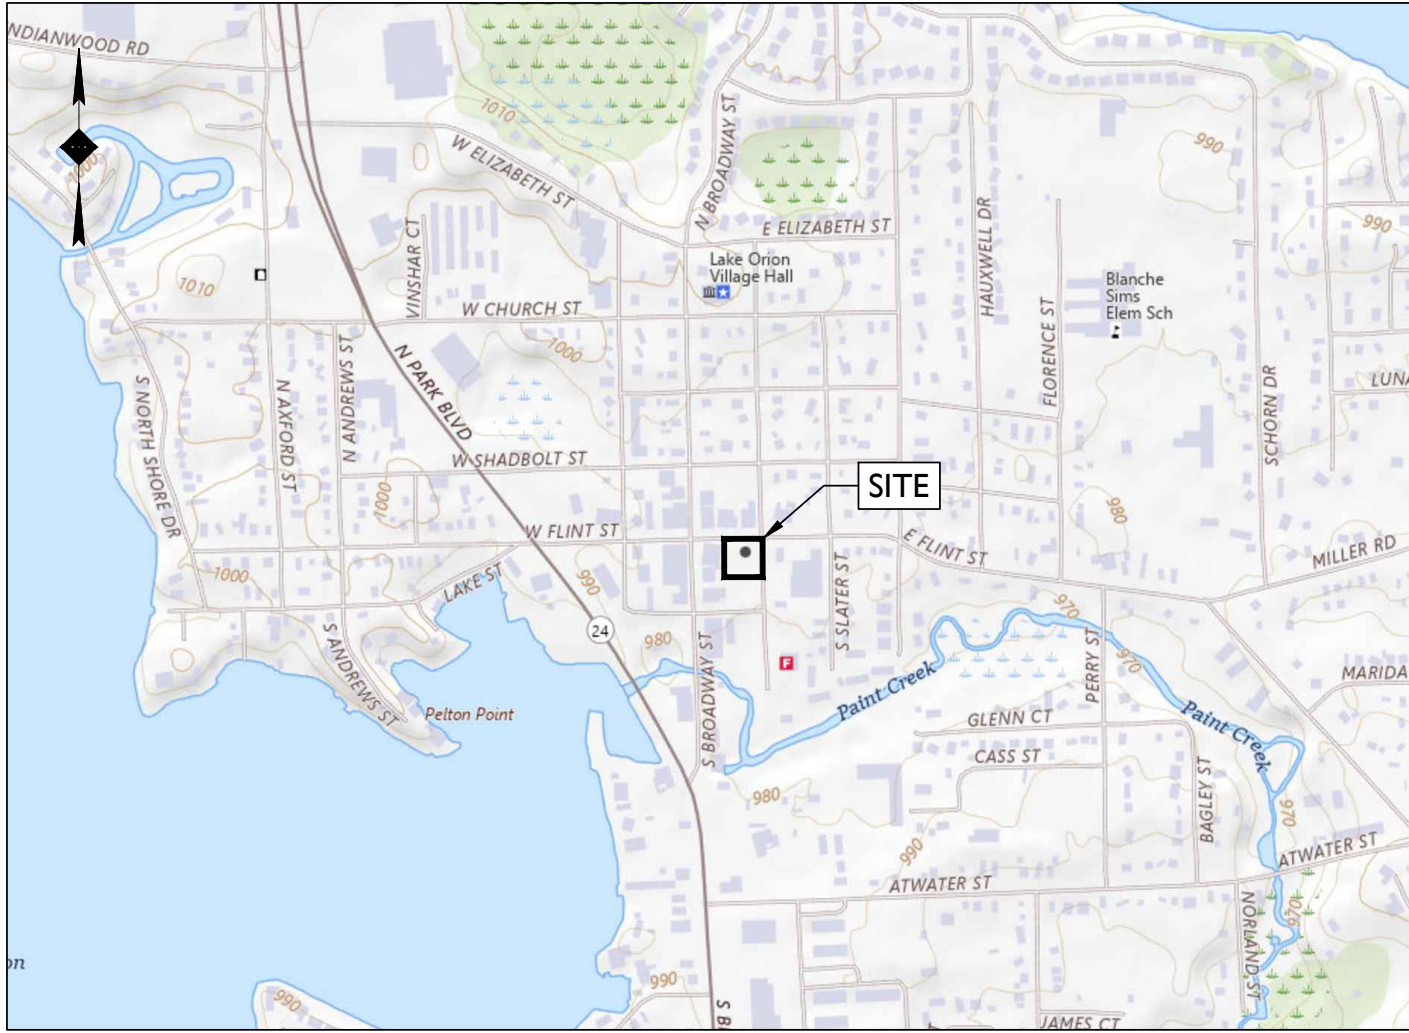 NDIANWOOD RD
1010
W ELIZABETH ST
N BROADWAY ST
990
1000
E ELIZABETH ST
HAUXWELL DR
990
VINSHAR CT
Lake Orion
Village Hall
Blanche
Sims
Elem Sch
1010
W CHURCH ST
FLORENCE ST
1000
N ANDREWS ST
N PARK BLVD
S NORTH SHORE DR
N AXFORD ST
SCHORN DR
LUNA
W SHADBOLT ST
SITE
1000
980
W FLINT ST
E FLINT ST
MILLER RD
LAKE ST
1000
990
S SLATER ST
970
24
980
S ANDREWS ST
S BROADWAY ST
F
PERRY ST
970
MARIDA
Paint Creek
Pelton Point
GLENN CT
Paint Creek
CASS ST
BAGLEY ST
980
970
990
ATWATER ST
ATWATER ST
NORLAND ST
970
on
990
990
S B
JAMES CT